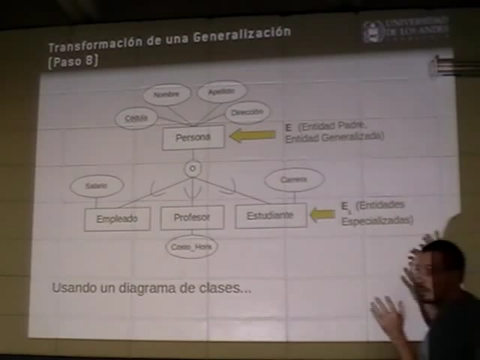 Transformación de una Generalización
(Paso 8)
UNIVERSIDAD
DE LOS ANDES
Nombre
Apellido
Cédula
Dirección
Persona
E (Entidad Padre,
Entidad Generalizada)
Salario
Carrera
Empleado
Profesor
Estudiante
E (Entidades
Especializadas)
Costo_Hora
Usando un diagrama de clases...